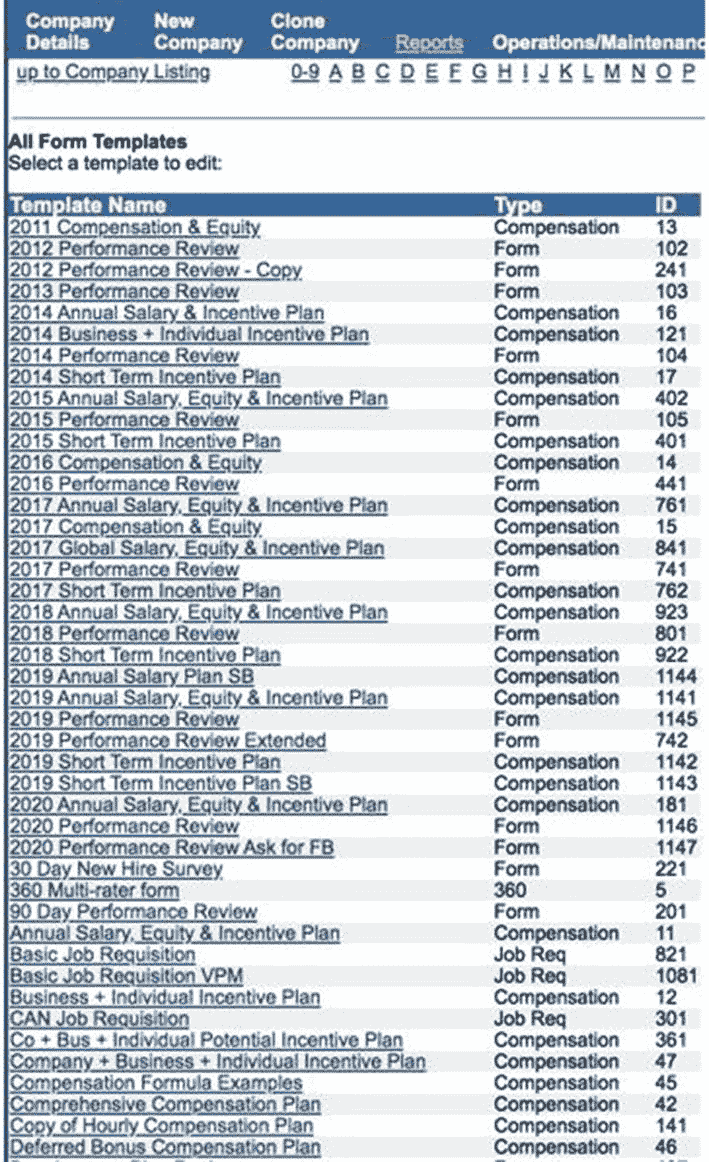 Company Details New Company Clone Company Reports Operations/Maintenanc
up to Company Listing 0-9 A B C D E F G H I J K L M N O P
All Form Templates
Select a template to edit:
Template Name Type ID
2011 Compensation & Equity Compensation 13
2012 Performance Review Form 102
2012 Performance Review - Copy Form 241
2013 Performance Review Form 103
2014 Annual Salary & Incentive Plan Compensation 16
2014 Business + Individual Incentive Plan Compensation 121
2014 Performance Review Form 104
2014 Short Term Incentive Plan Compensation 17
2015 Annual Salary, Equity & Incentive Plan Compensation 402
2015 Performance Review Form 105
2015 Short Term Incentive Plan Compensation 401
2016 Compensation & Equity Compensation 14
2016 Performance Review Form 441
2017 Annual Salary, Equity & Incentive Plan Compensation 761
2017 Compensation & Equity Compensation 15
2017 Global Salary, Equity & Incentive Plan Compensation 841
2017 Performance Review Form 741
2017 Short Term Incentive Plan Compensation 762
2018 Annual Salary, Equity & Incentive Plan Compensation 923
2018 Performance Review Form 801
2018 Short Term Incentive Plan Compensation 922
2019 Annual Salary Plan SB Compensation 1144
2019 Annual Salary, Equity & Incentive Plan Compensation 1141
2019 Performance Review Form 1145
2019 Performance Review Extended Form 742
2019 Short Term Incentive Plan Compensation 1142
2019 Short Term Incentive Plan SB Compensation 1143
2020 Annual Salary, Equity & Incentive Plan Compensation 181
2020 Performance Review Form 1146
2020 Performance Review Ask for FB Form 1147
30 Day New Hire Survey Form 221
360 Multi-rater form 360 5
90 Day Performance Review Form 201
Annual Salary, Equity & Incentive Plan Compensation 11
Basic Job Requisition Job Req 821
Basic Job Requisition VPM Job Req 1081
Business + Individual Incentive Plan Compensation 12
CAN Job Requisition Job Req 301
Co + Bus + Individual Potential Incentive Plan Compensation 361
Company + Business + Individual Incentive Plan Compensation 47
Compensation Formula Examples Compensation 45
Comprehensive Compensation Plan Compensation 42
Copy of Hourly Compensation Plan Compensation 141
Deferred Bonus Compensation Plan Compensation 46